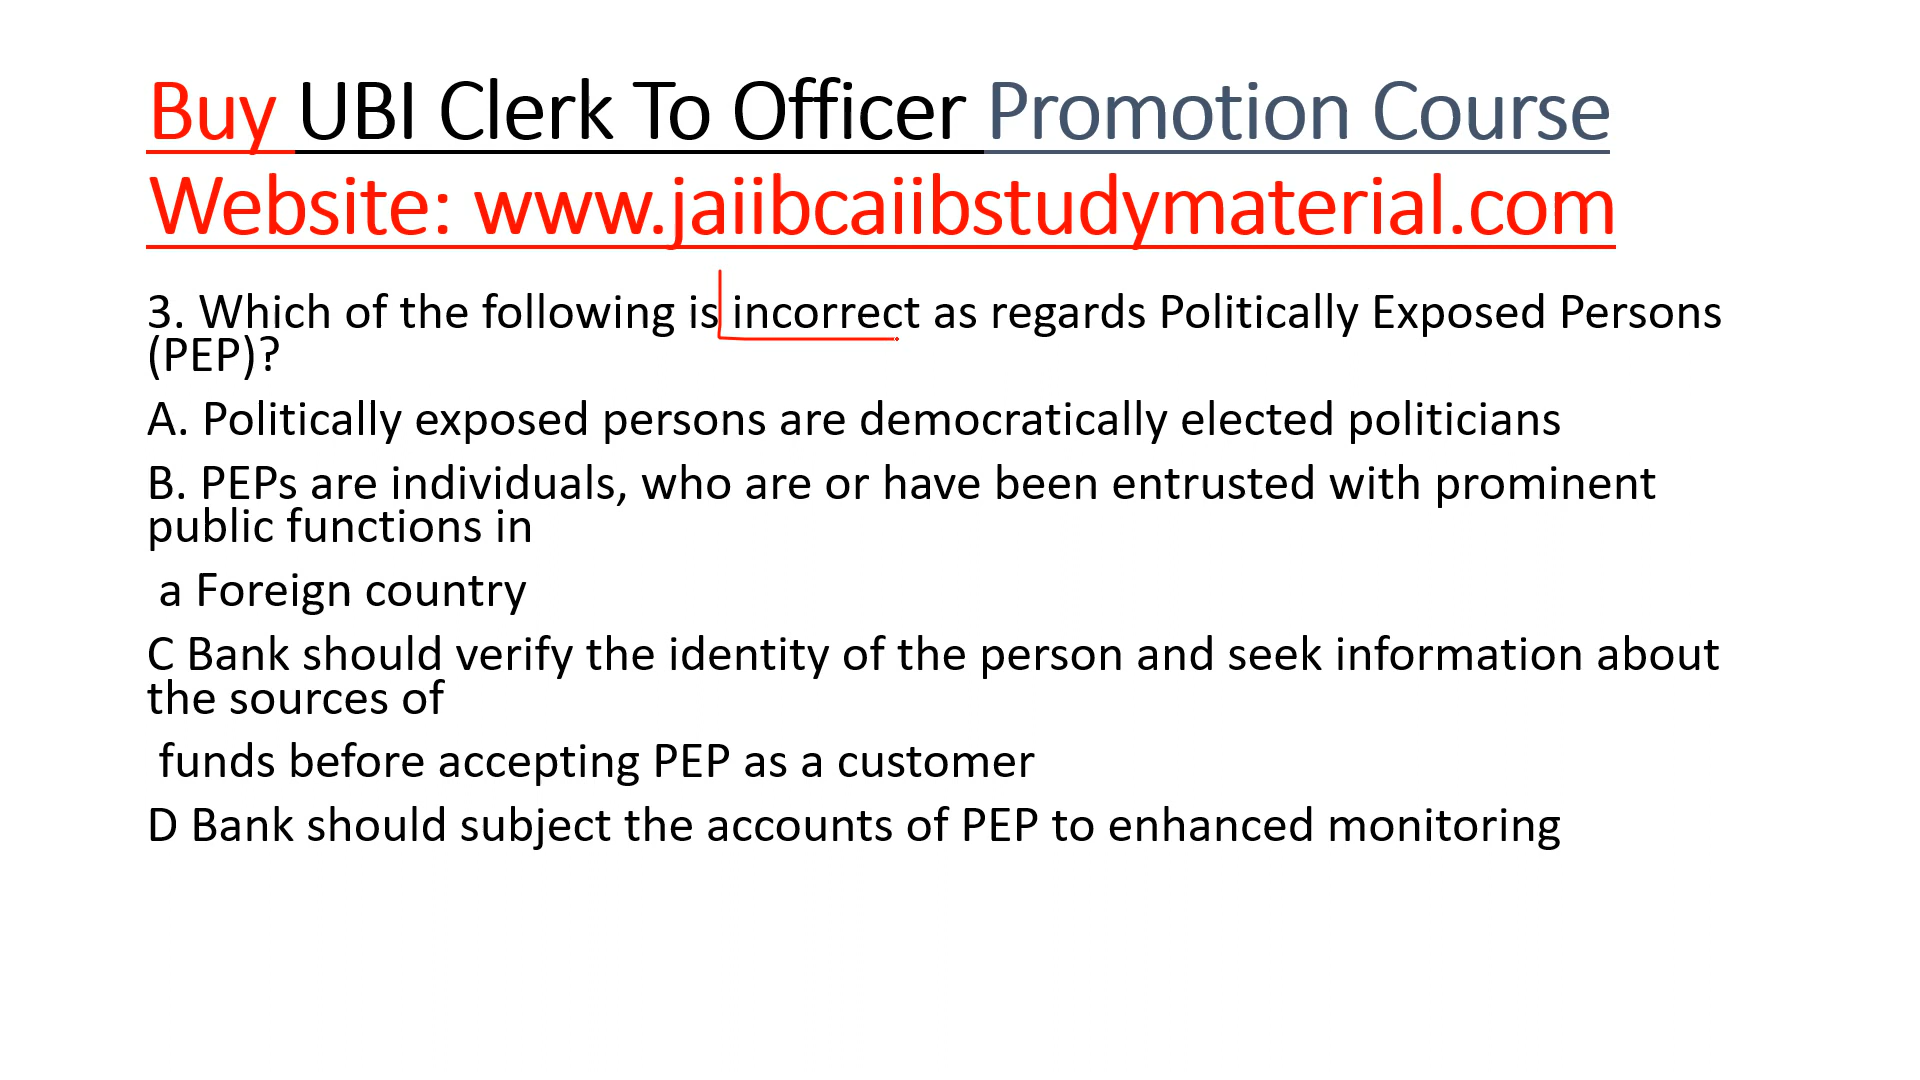 Buy UBI Clerk To Officer Promotion Course
Website: www.jaiibcaiibstudymaterial.com
3. Which of the following is incorrect as regards Politically Exposed Persons
(PEP)?
A. Politically exposed persons are democratically elected politicians
B. PEPs are individuals, who are or have been entrusted with prominent
public functions in
a Foreign country
C Bank should verify the identity of the person and seek information about
the sources of
funds before accepting PEP as a customer
D Bank should subject the accounts of PEP to enhanced monitoring